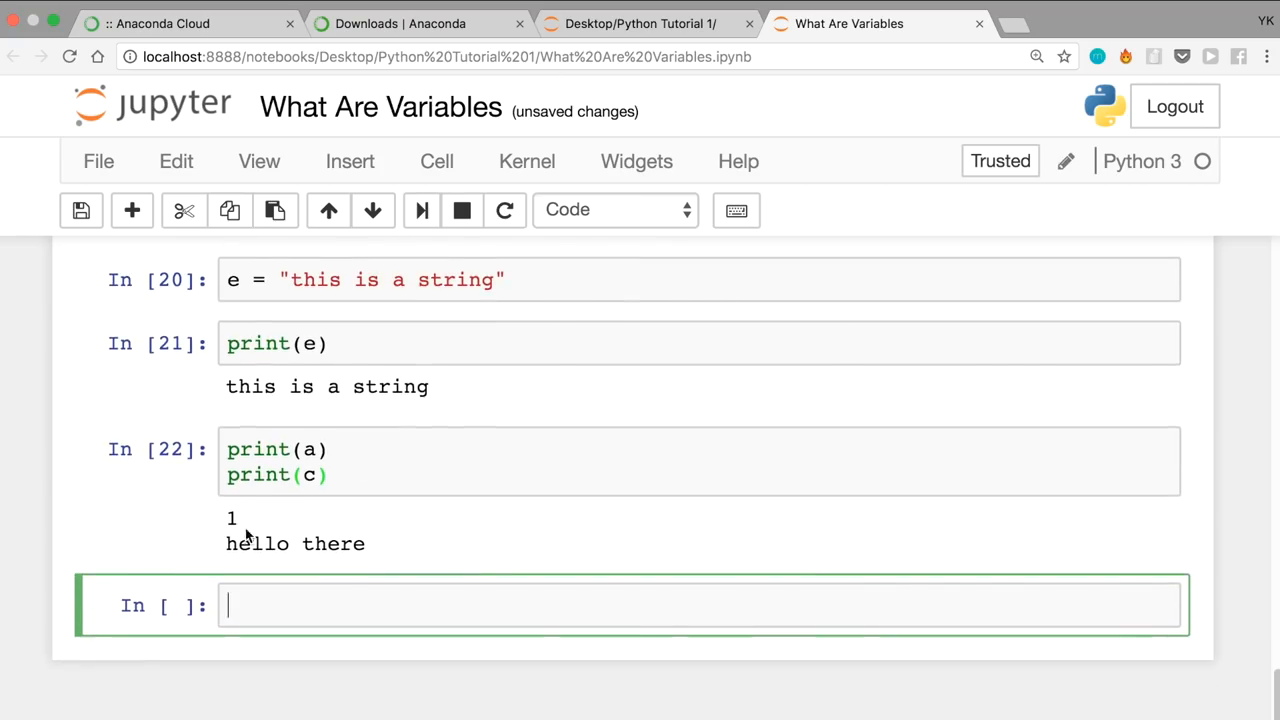 :: Anaconda Cloud
Downloads | Anaconda
Desktop/Python Tutorial 1/
What Are Variables
YK
localhost:8888/notebooks/Desktop/Python%20Tutorial%201/What%20Are%20Variables.ipynb
jupyter What Are Variables (unsaved changes)
Logout
File Edit View Insert Cell Kernel Widgets Help
Trusted
Python 3
Code
In [20]: e = "this is a string"
In [21]: print(e)
this is a string
In [22]: print(a)
print(c)
1
hello there
In [ ]: